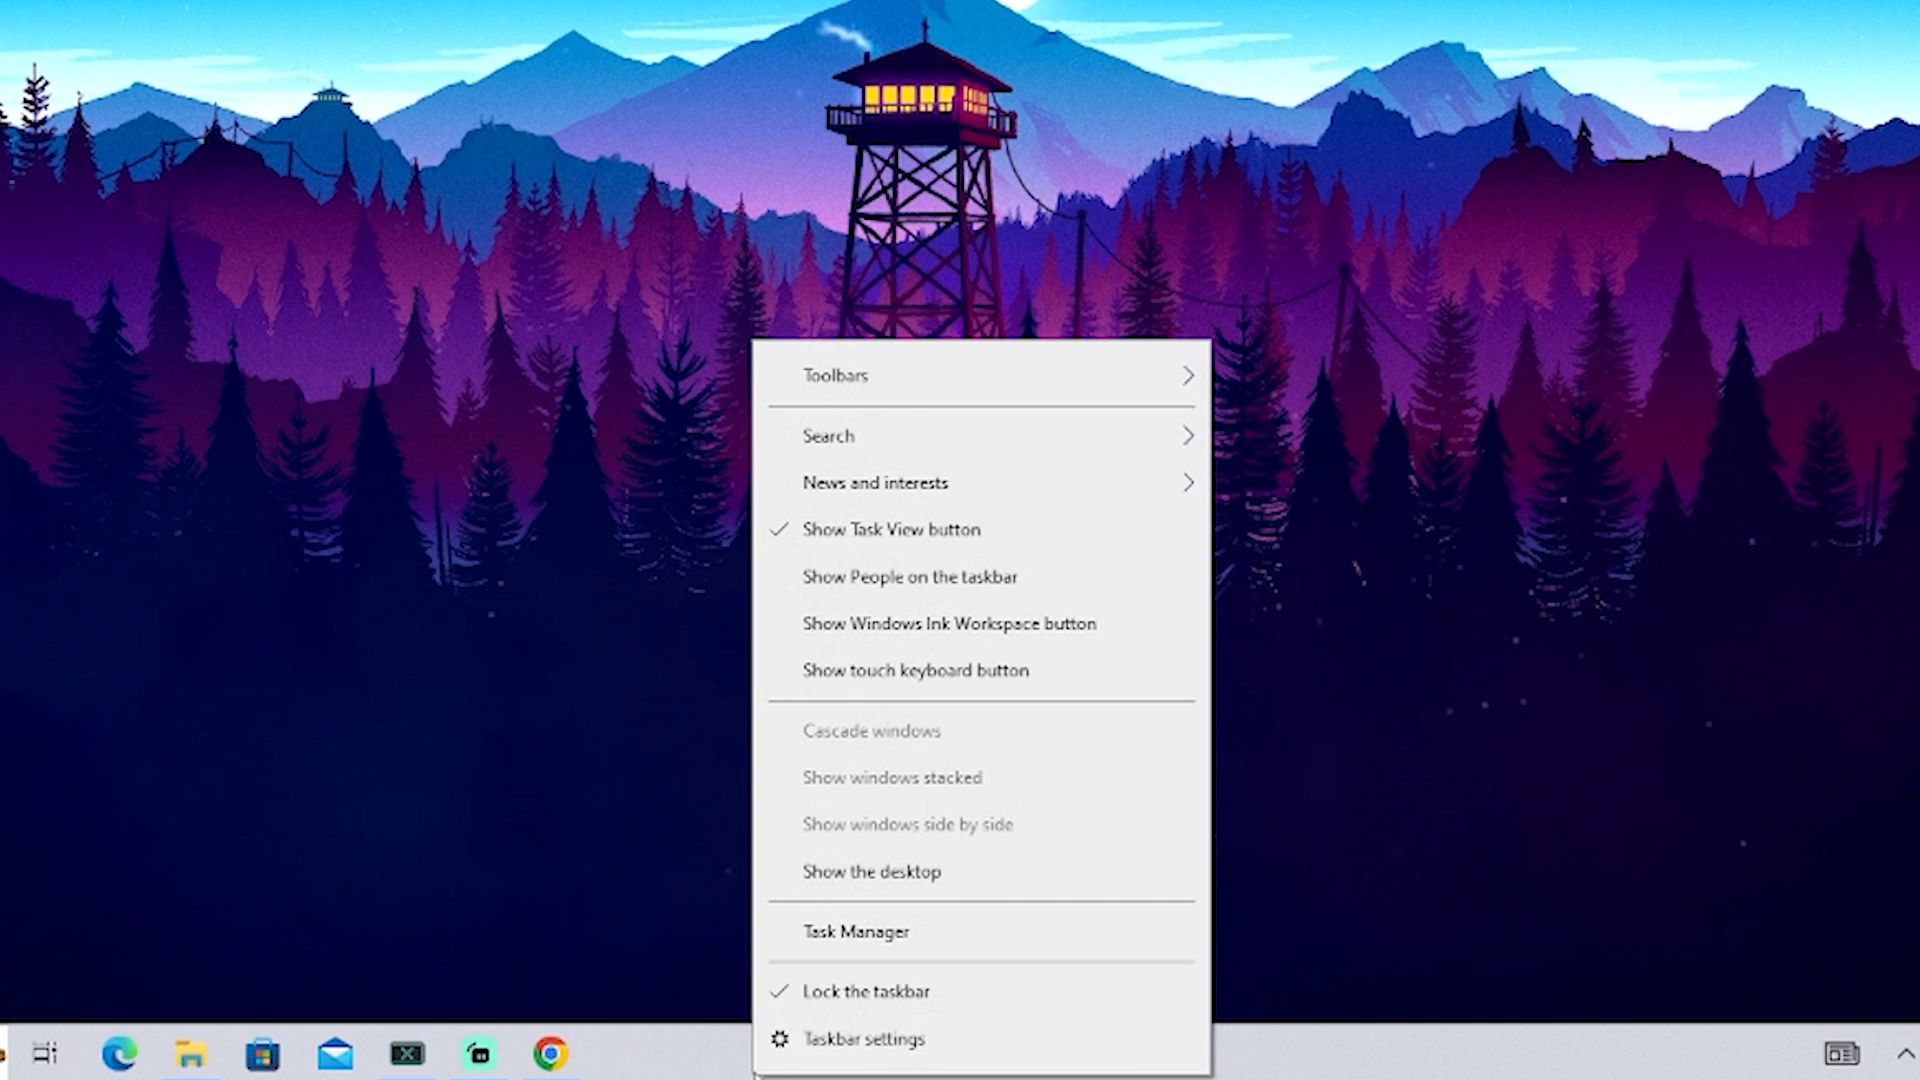 Toolbars
Search
News and interests
Show Task View button
Show People on the taskbar
Show Windows Ink Workspace button
Show touch keyboard button
Cascade windows
Show windows stacked
Show windows side by side
Show the desktop
Task Manager
Lock the taskbar
Taskbar settings